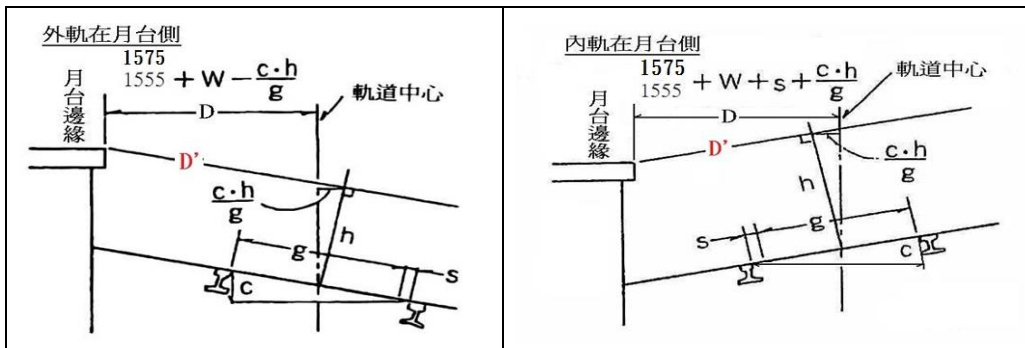 外軌在月台側
1575
1555 + W − c·h/g
月台邊緣
軌道中心
D
D’
c·h/g
h
g
s
c
內軌在月台側
1575
1555 + W + s + c·h/g
月台邊緣
軌道中心
D
D’
c·h/g
h
g
s
c